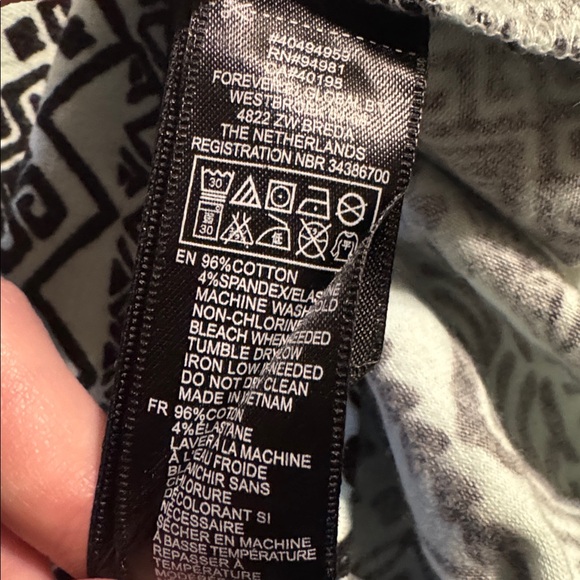 #40494959
RN#94981
CA#40195
FOREVER 21 GLOBAL B.V.
4822 ZW BREDA
THE NETHERLANDS
REGISTRATION NBR 34386700
30
30
EN 96%COTTON
4%SPANDEX/ELASTANE
MACHINE WASH COLD
NON-CHLORINE
BLEACH WHEN NEEDED
TUMBLE DRY LOW
IRON LOW IF NEEDED
DO NOT DRY CLEAN
MADE IN VIETNAM
FR 96%COTON
4%ÉLASTANE
LAVER À LA MACHINE
À L'EAU FROIDE
BLANCHIR SANS
CHLORURE
DÉCOLORANT SI
NÉCESSAIRE
SÉCHER EN MACHINE
À BASSE TEMPÉRATURE
REPASSER À
TEMPÉRATURE